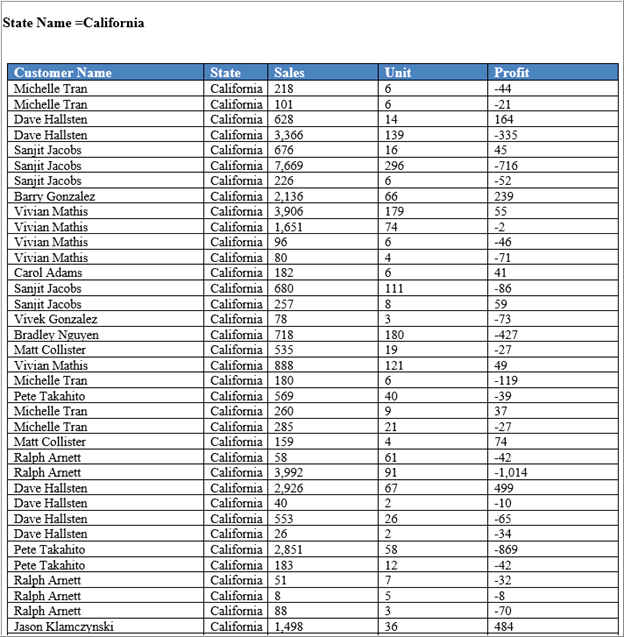 State Name =California
Customer Name State Sales Unit Profit
Michelle Tran California 218 6 -44
Michelle Tran California 101 6 -21
Dave Hallsten California 628 14 164
Dave Hallsten California 3,366 139 -335
Sanjit Jacobs California 676 16 45
Sanjit Jacobs California 7,669 296 -716
Sanjit Jacobs California 226 6 -52
Barry Gonzalez California 2,136 66 239
Vivian Mathis California 3,906 179 55
Vivian Mathis California 1,651 74 -2
Vivian Mathis California 96 6 -46
Vivian Mathis California 80 4 -71
Carol Adams California 182 6 41
Sanjit Jacobs California 680 111 -86
Sanjit Jacobs California 257 8 59
Vivek Gonzalez California 78 3 -73
Bradley Nguyen California 718 180 -427
Matt Collister California 535 19 -27
Vivian Mathis California 888 121 49
Michelle Tran California 180 6 -119
Pete Takahito California 569 40 -39
Michelle Tran California 260 9 37
Michelle Tran California 285 21 -27
Matt Collister California 159 4 74
Ralph Arnett California 58 61 -42
Ralph Arnett California 3,992 91 -1,014
Dave Hallsten California 2,926 67 499
Dave Hallsten California 40 2 -10
Dave Hallsten California 553 26 -65
Dave Hallsten California 26 2 -34
Pete Takahito California 2,851 58 -869
Pete Takahito California 183 12 -42
Ralph Arnett California 51 7 -32
Ralph Arnett California 8 5 -8
Ralph Arnett California 88 3 -70
Jason Klamczynski California 1,498 36 484